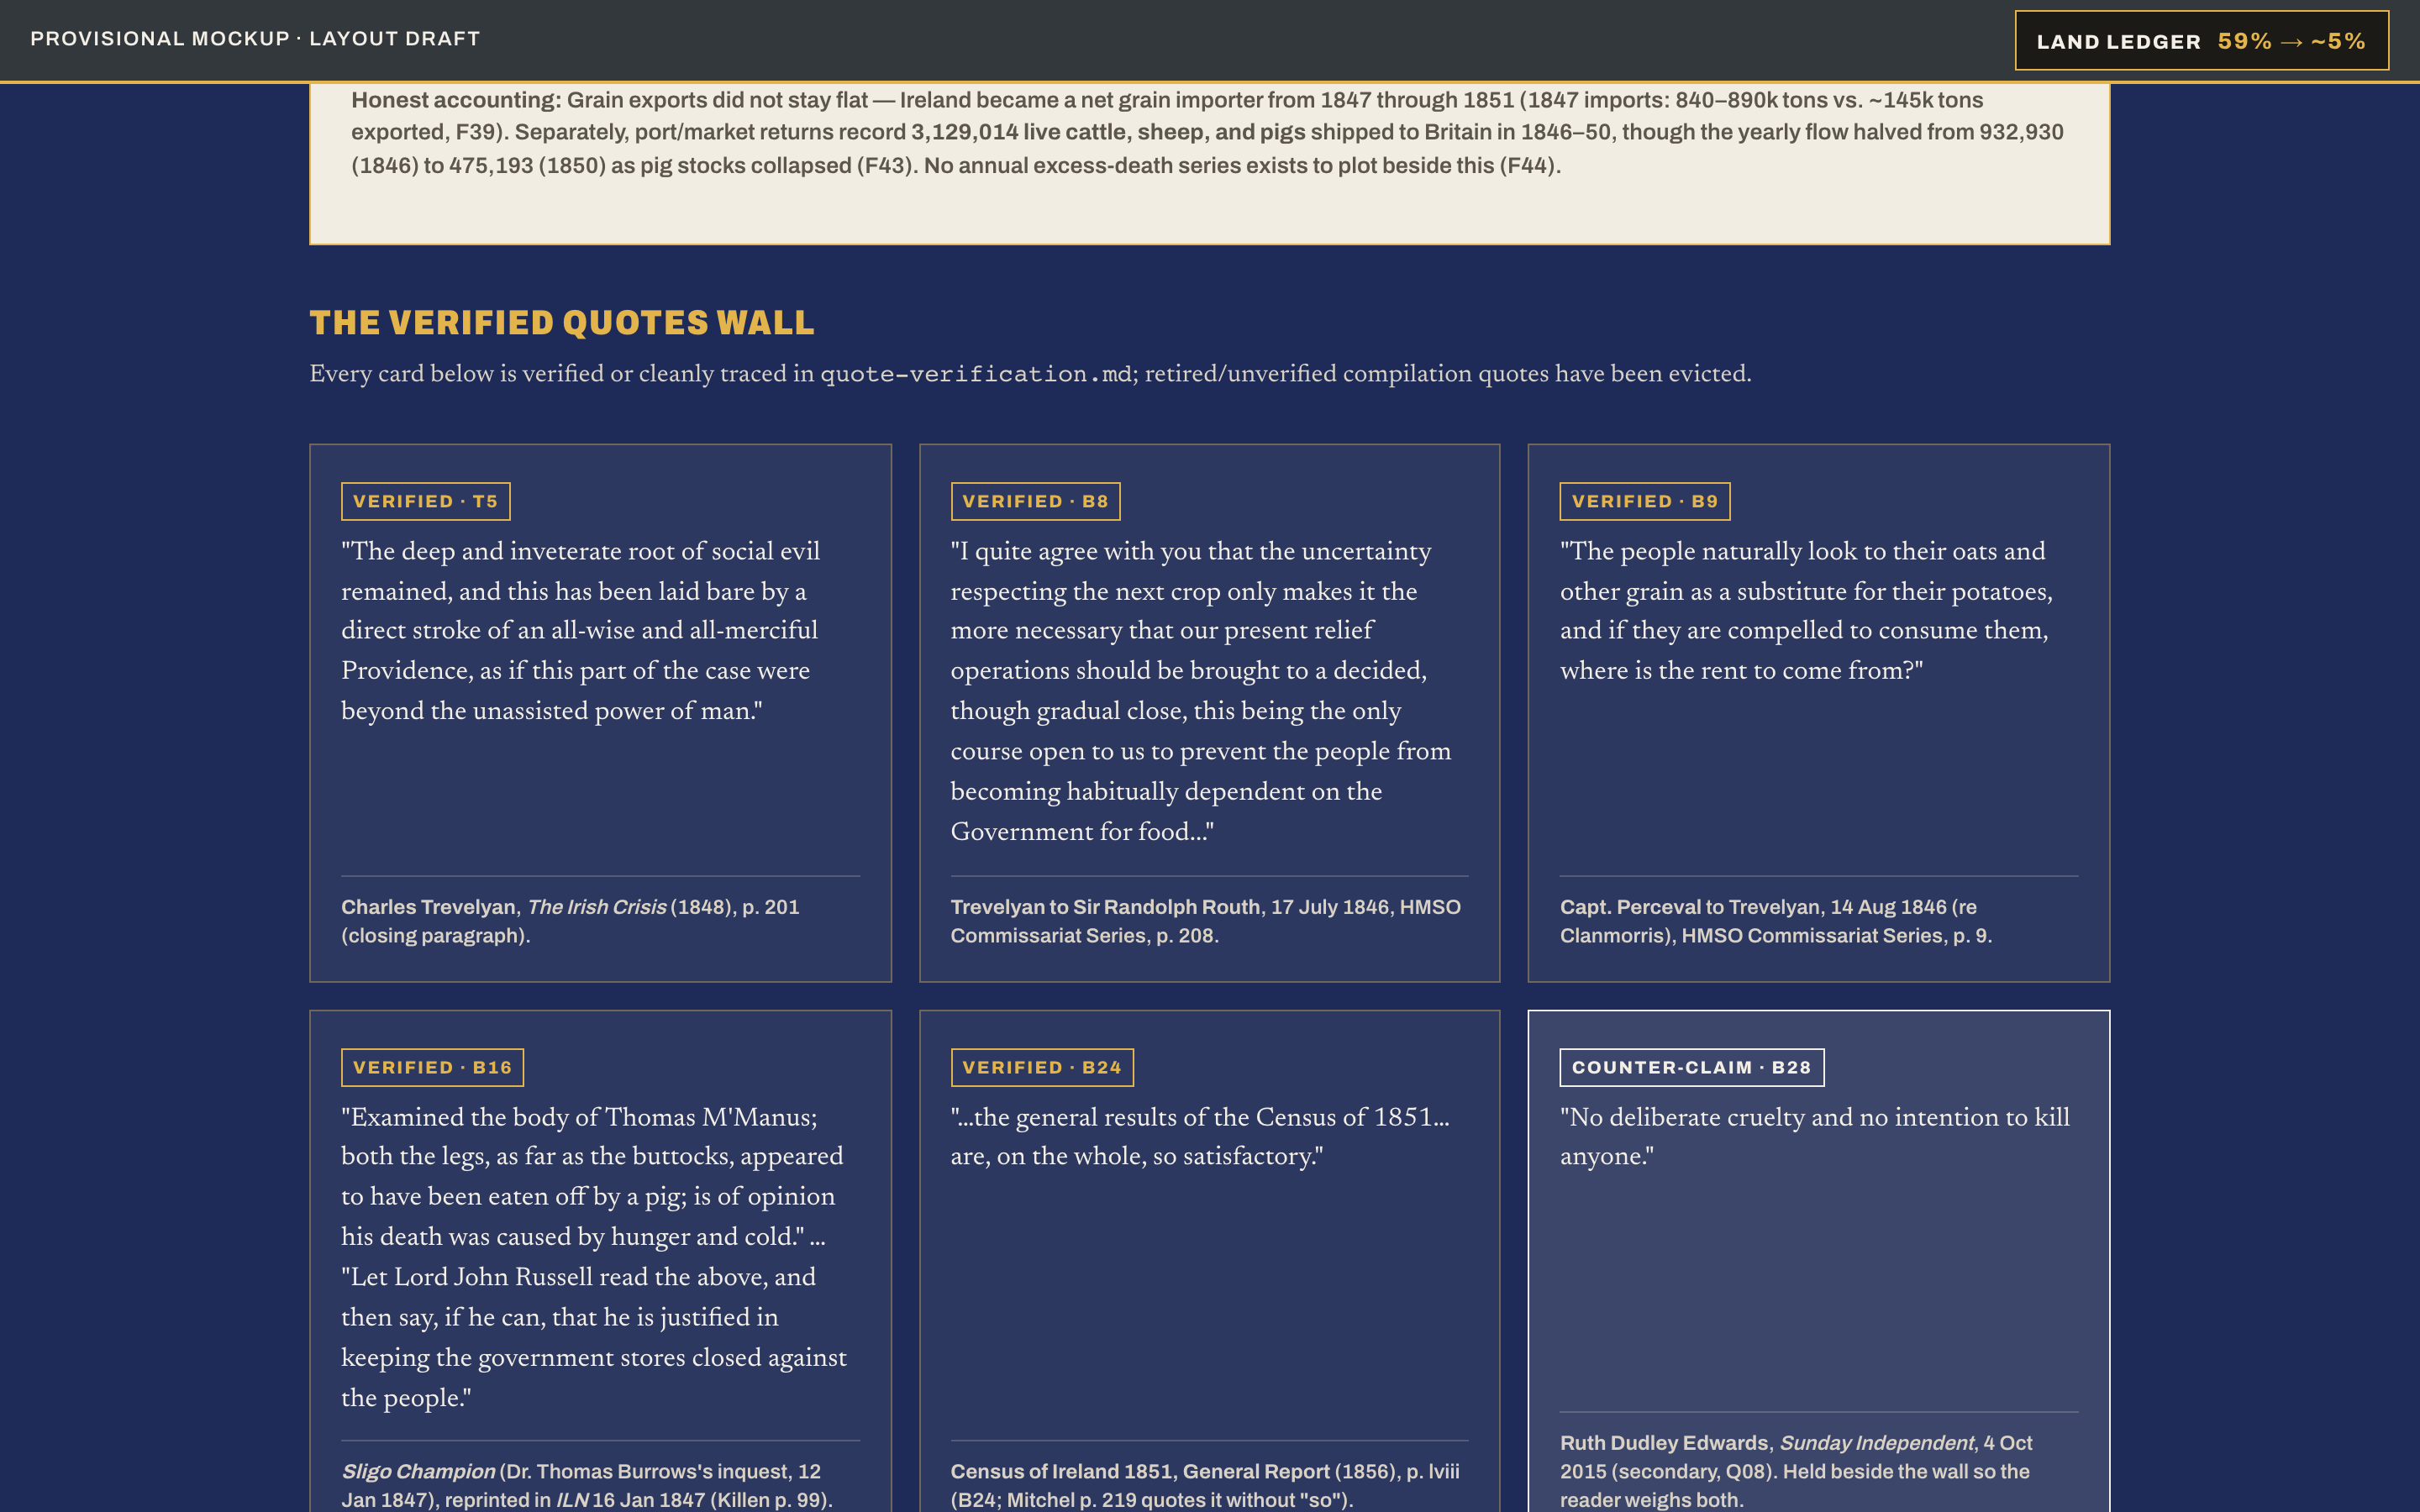 PROVISIONAL MOCKUP · LAYOUT DRAFT
LAND LEDGER 59% → ~5%
Honest accounting: Grain exports did not stay flat — Ireland became a net grain importer from 1847 through 1851 (1847 imports: 840–890k tons vs. ~145k tons
exported, F39). Separately, port/market returns record 3,129,014 live cattle, sheep, and pigs shipped to Britain in 1846–50, though the yearly flow halved from 932,930
(1846) to 475,193 (1850) as pig stocks collapsed (F43). No annual excess-death series exists to plot beside this (F44).
THE VERIFIED QUOTES WALL
Every card below is verified or cleanly traced in quote-verification.md; retired/unverified compilation quotes have been evicted.
VERIFIED · T5
"The deep and inveterate root of social evil
remained, and this has been laid bare by a
direct stroke of an all-wise and all-merciful
Providence, as if this part of the case were
beyond the unassisted power of man."
Charles Trevelyan, The Irish Crisis (1848), p. 201
(closing paragraph).
VERIFIED · B8
"I quite agree with you that the uncertainty
respecting the next crop only makes it the
more necessary that our present relief
operations should be brought to a decided,
though gradual close, this being the only
course open to us to prevent the people from
becoming habitually dependent on the
Government for food..."
Trevelyan to Sir Randolph Routh, 17 July 1846, HMSO
Commissariat Series, p. 208.
VERIFIED · B9
"The people naturally look to their oats and
other grain as a substitute for their potatoes,
and if they are compelled to consume them,
where is the rent to come from?"
Capt. Perceval to Trevelyan, 14 Aug 1846 (re
Clanmorris), HMSO Commissariat Series, p. 9.
VERIFIED · B16
"Examined the body of Thomas M'Manus;
both the legs, as far as the buttocks, appeared
to have been eaten off by a pig; is of opinion
his death was caused by hunger and cold." ...
"Let Lord John Russell read the above, and
then say, if he can, that he is justified in
keeping the government stores closed against
the people."
Sligo Champion (Dr. Thomas Burrows's inquest, 12
Jan 1847), reprinted in ILN 16 Jan 1847 (Killen p. 99).
VERIFIED · B24
"...the general results of the Census of 1851...
are, on the whole, so satisfactory."
Census of Ireland 1851, General Report (1856), p. lviii
(B24; Mitchel p. 219 quotes it without "so").
COUNTER-CLAIM · B28
"No deliberate cruelty and no intention to kill
anyone."
Ruth Dudley Edwards, Sunday Independent, 4 Oct
2015 (secondary, Q08). Held beside the wall so the
reader weighs both.